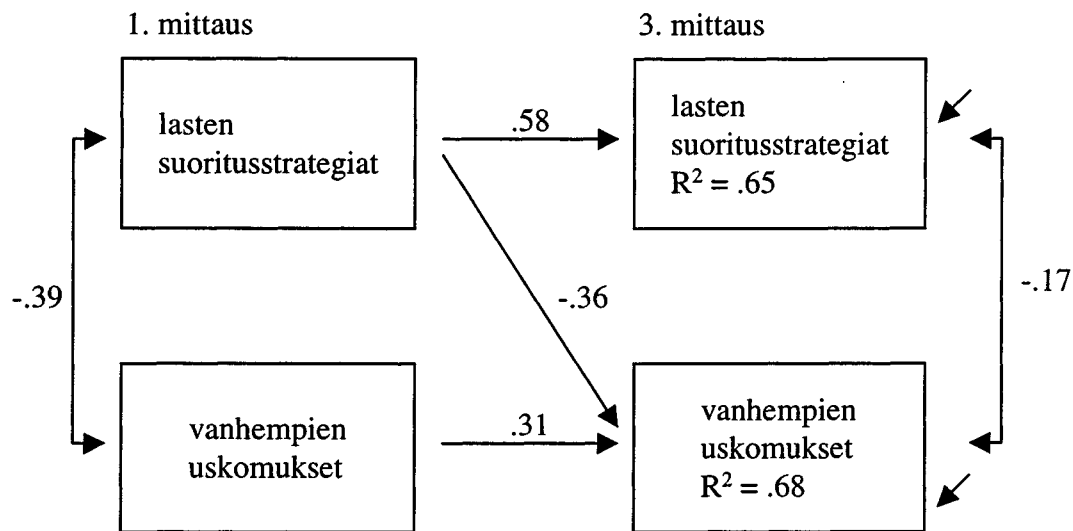 1. mittaus
3. mittaus
lasten
suoritusstrategiat
.58
lasten
suoritusstrategiat
R² = .65
-.39
-.36
-.17
vanhempien
uskomukset
.31
vanhempien
uskomukset
R² = .68